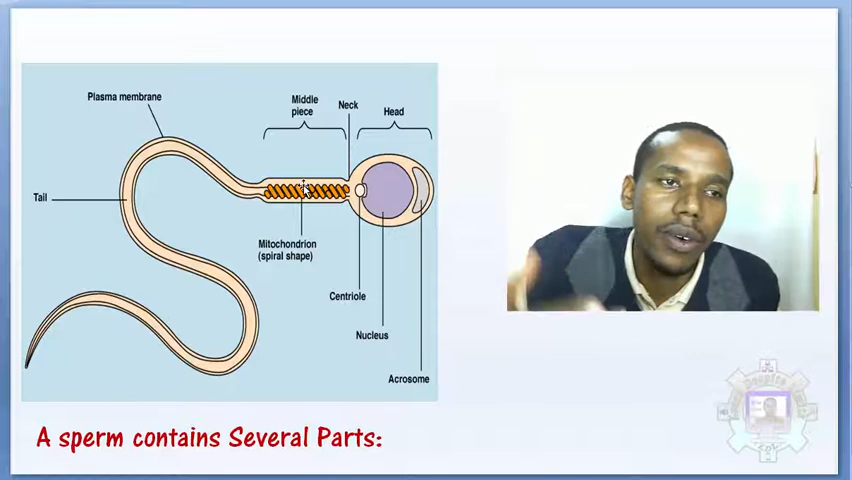 Plasma membrane
Middle
piece
Neck
Head
Tail
Mitochondrion
(spiral shape)
Centriole
Nucleus
Acrosome
A sperm contains Several Parts: